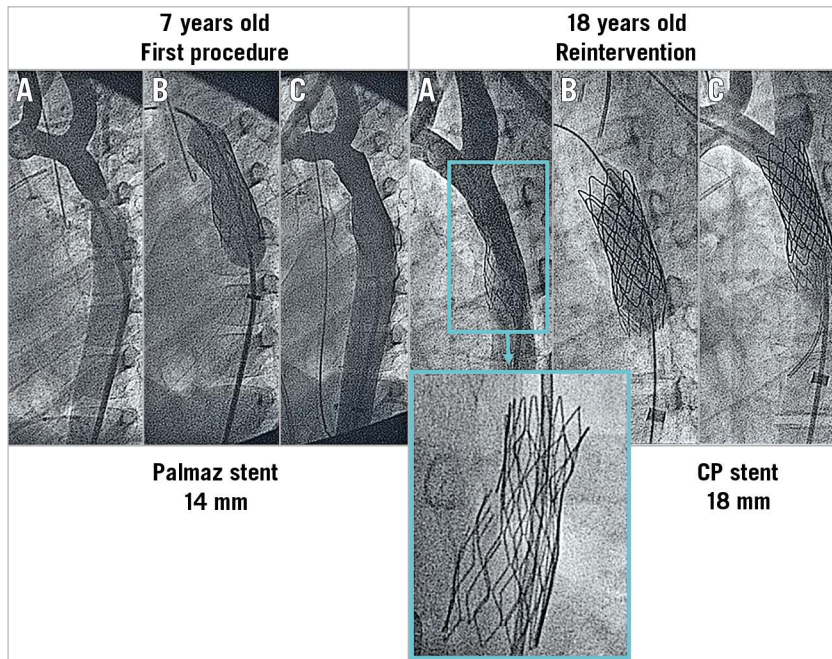 7 years old
First procedure
18 years old
Reintervention
A
B
C
A
B
C
Palmaz stent
14 mm
CP stent
18 mm